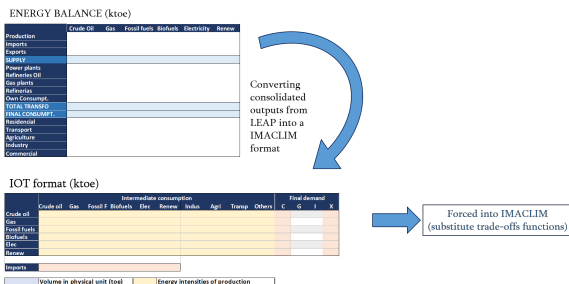 ENERGY BALANCE (ktoe)
Crude Oil Gas Fossil fuels Biofuels Electricity Renew
Production
Imports
Exports
SUPPLY
Power plants
Refineries Oil
Gas plants
Refinerias
Own Consumpt.
TOTAL TRANSFO
FINAL CONSUMPT.
Residencial
Transport
Agriculture
Industry
Commercial
Converting
consolidated
outputs from
LEAP into a
IMACLIM
format
IOT format (ktoe)
Intermediate consumption Final demand
Crude oil Gas Fossil F Biofuels Elec Renew Indus Agri Transp Others C G I X
Crude oil
Gas
Fossil fuels
Biofuels
Elec
Renew
Imports
Forced into IMACLIM
(substitute trade-offs functions)
Volume in physical unit (toe) Energy intensities of production